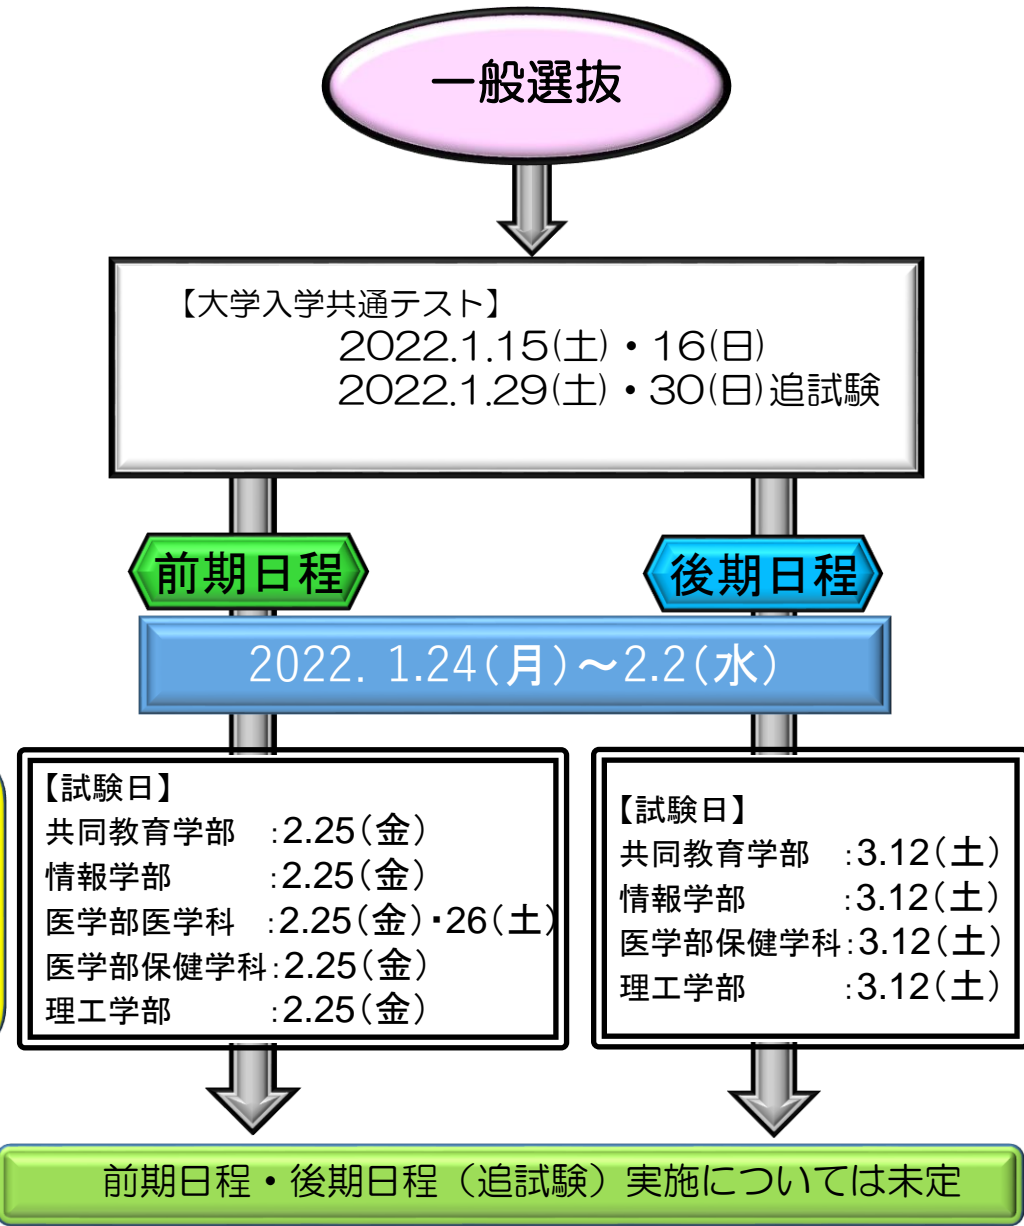 一般選抜
【大学入学共通テスト】
2022.1.15(土)・16(日)
2022.1.29(土)・30(日)追試験
前期日程
後期日程
2022. 1.24(月)～2.2(水)
【試験日】
共同教育学部 :2.25(金)
情報学部 :2.25(金)
医学部医学科 :2.25(金)・26(土)
医学部保健学科:2.25(金)
理工学部 :2.25(金)
【試験日】
共同教育学部 :3.12(土)
情報学部 :3.12(土)
医学部保健学科:3.12(土)
理工学部 :3.12(土)
前期日程・後期日程（追試験）実施については未定